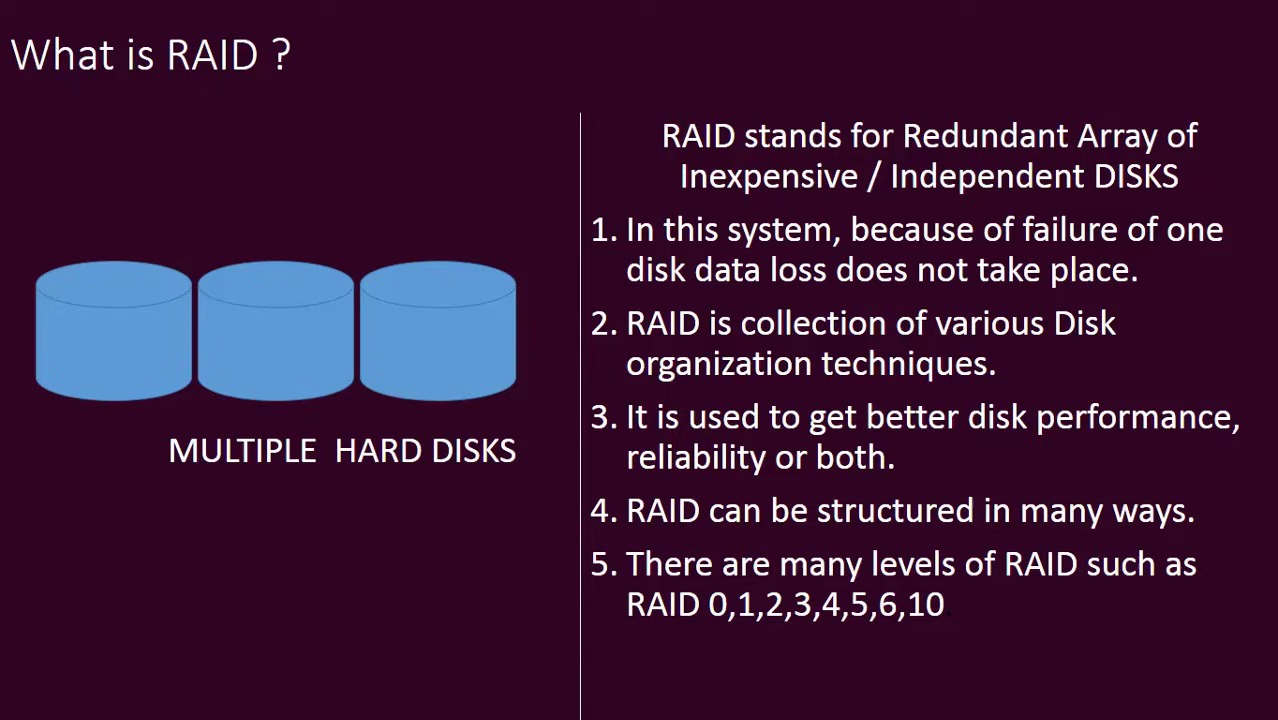 What is RAID ?
MULTIPLE  HARD DISKS
RAID stands for Redundant Array of
Inexpensive / Independent DISKS
1. In this system, because of failure of one
disk data loss does not take place.
2. RAID is collection of various Disk
organization techniques.
3. It is used to get better disk performance,
reliability or both.
4. RAID can be structured in many ways.
5. There are many levels of RAID such as
RAID 0,1,2,3,4,5,6,10